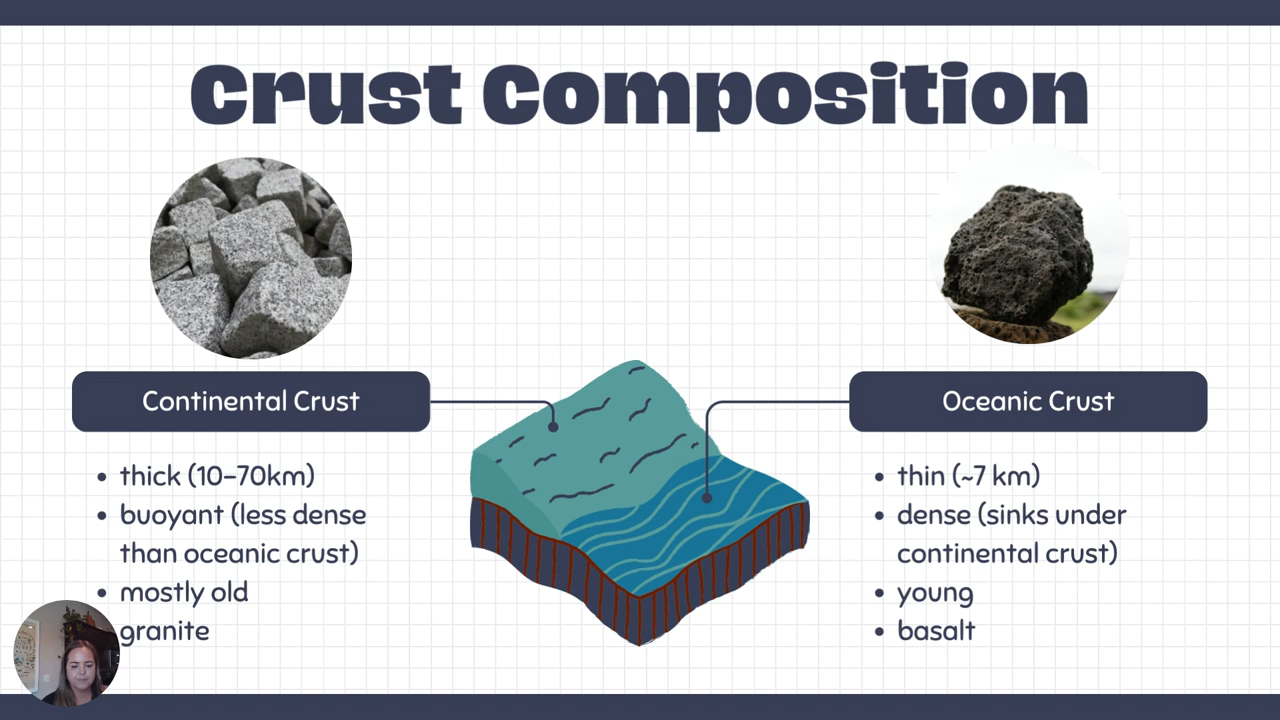 Crust Composition
Continental Crust
thick (10–70km)
buoyant (less dense
than oceanic crust)
mostly old
granite
Oceanic Crust
thin (~7 km)
dense (sinks under
continental crust)
young
basalt